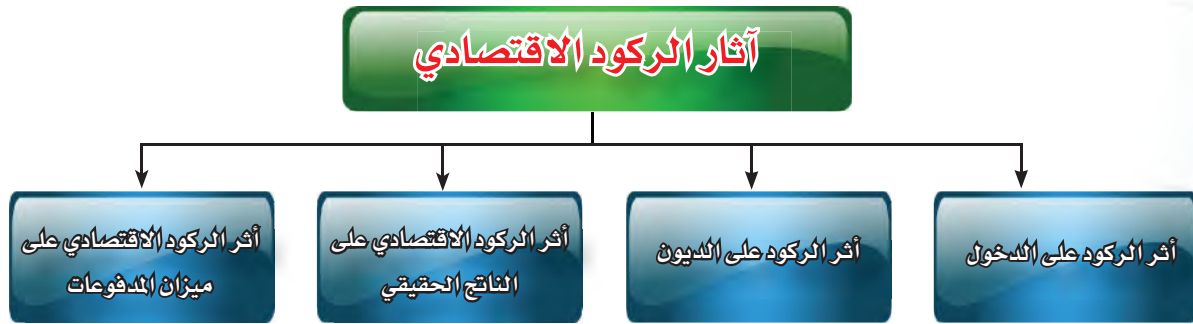 آثار الركود الاقتصادي
أثر الركود على الدخول
أثر الركود على الديون
أثر الركود الاقتصادي على
الناتج الحقيقي
أثر الركود الاقتصادي على
ميزان المدفوعات